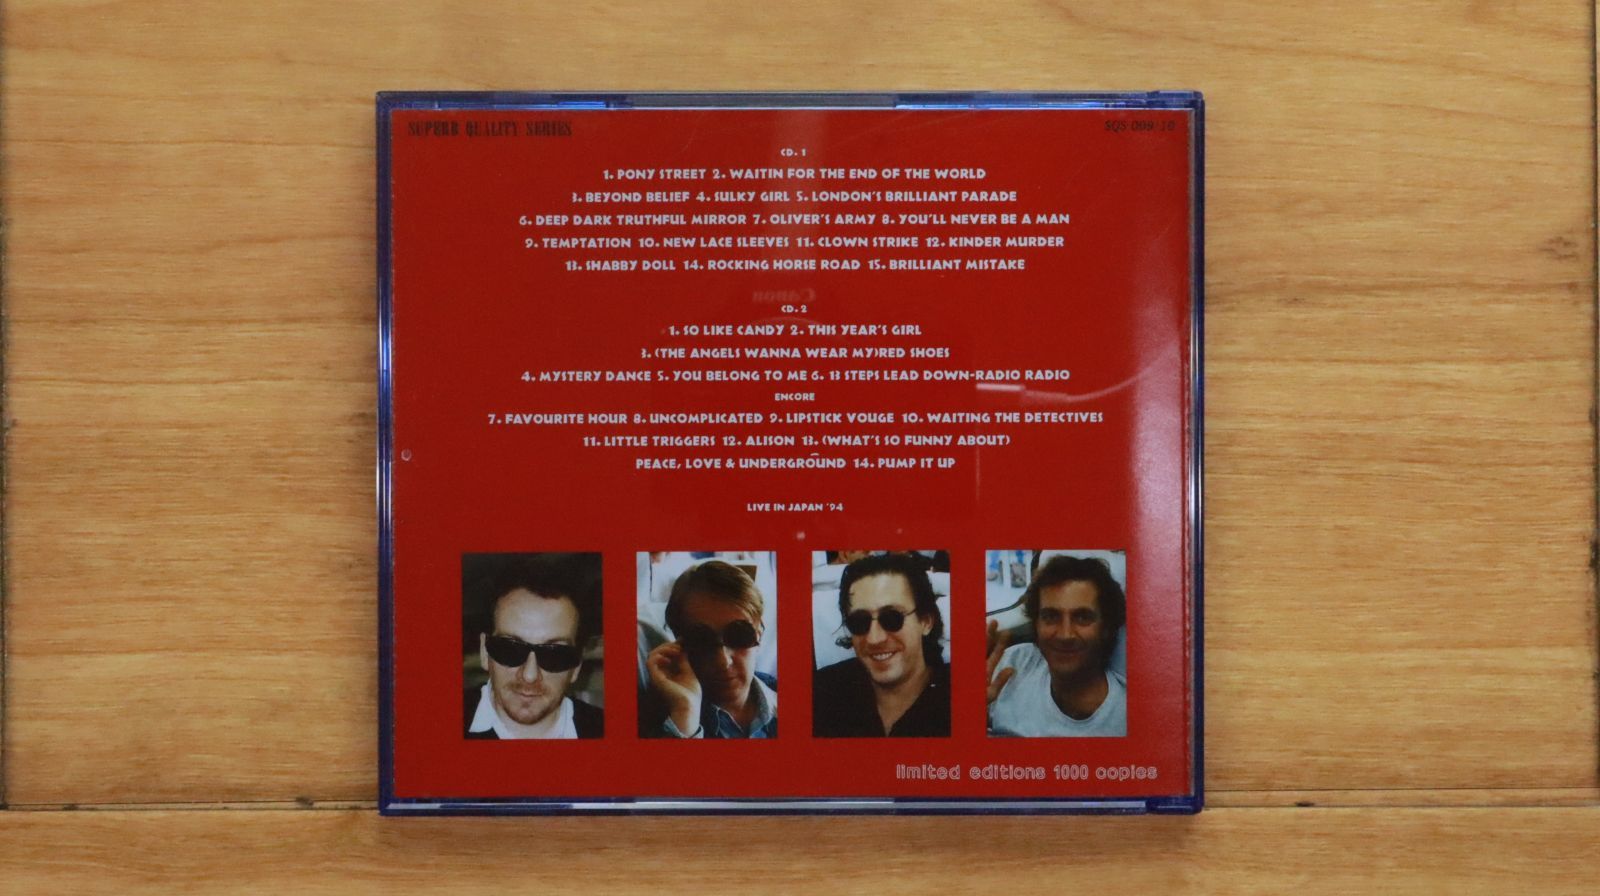 SUPERB QUALITY SERIES
SQS-009/10
CD. 1
1. PONY STREET 2. WAITIN FOR THE END OF THE WORLD
3. BEYOND BELIEF 4. SULKY GIRL 5. LONDON'S BRILLIANT PARADE
6. DEEP DARK TRUTHFUL MIRROR 7. OLIVER'S ARMY 8. YOU'LL NEVER BE A MAN
9. TEMPTATION 10. NEW LACE SLEEVES 11. CLOWN STRIKE 12. KINDER MURDER
13. SHABBY DOLL 14. ROCKING HORSE ROAD 15. BRILLIANT MISTAKE
Canon
CD. 2
1. SO LIKE CANDY 2. THIS YEAR'S GIRL
3. (THE ANGELS WANNA WEAR MY)RED SHOES
4. MYSTERY DANCE 5. YOU BELONG TO ME 6. 13 STEPS LEAD DOWN-RADIO RADIO
ENCORE
7. FAVOURITE HOUR 8. UNCOMPLICATED 9. LIPSTICK VOUGE 10. WAITING THE DETECTIVES
11. LITTLE TRIGGERS 12. ALISON 13. (WHAT'S SO FUNNY ABOUT)
PEACE, LOVE & UNDERGROUND 14. PUMP IT UP
LIVE IN JAPAN '94
limited editions 1000 copies